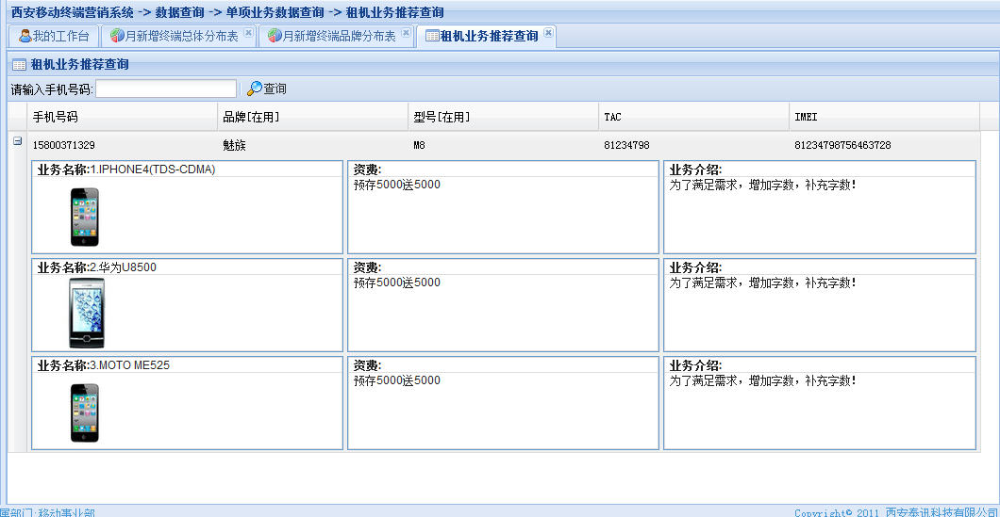 西安移动终端营销系统 -> 数据查询 -> 单项业务数据查询 -> 租机业务推荐查询
我的工作台 月新增终端总体分布表 月新增终端品牌分布表 租机业务推荐查询
租机业务推荐查询
请输入手机号码: 查询
手机号码 品牌[在用] 型号[在用] TAC IMEI
15800371329 魅族 M8 81234798 81234798756463728
业务名称:1.IPHONE4(TDS-CDMA) 资费: 业务介绍:
预存5000送5000 为了满足需求，增加字数，补充字数！
业务名称:2.华为U8500 资费: 业务介绍:
预存5000送5000 为了满足需求，增加字数，补充字数！
业务名称:3.MOTO ME525 资费: 业务介绍:
预存5000送5000 为了满足需求，增加字数，补充字数！
属部门:移动事业部 Copyright© 2011 西安泰讯科技有限公司